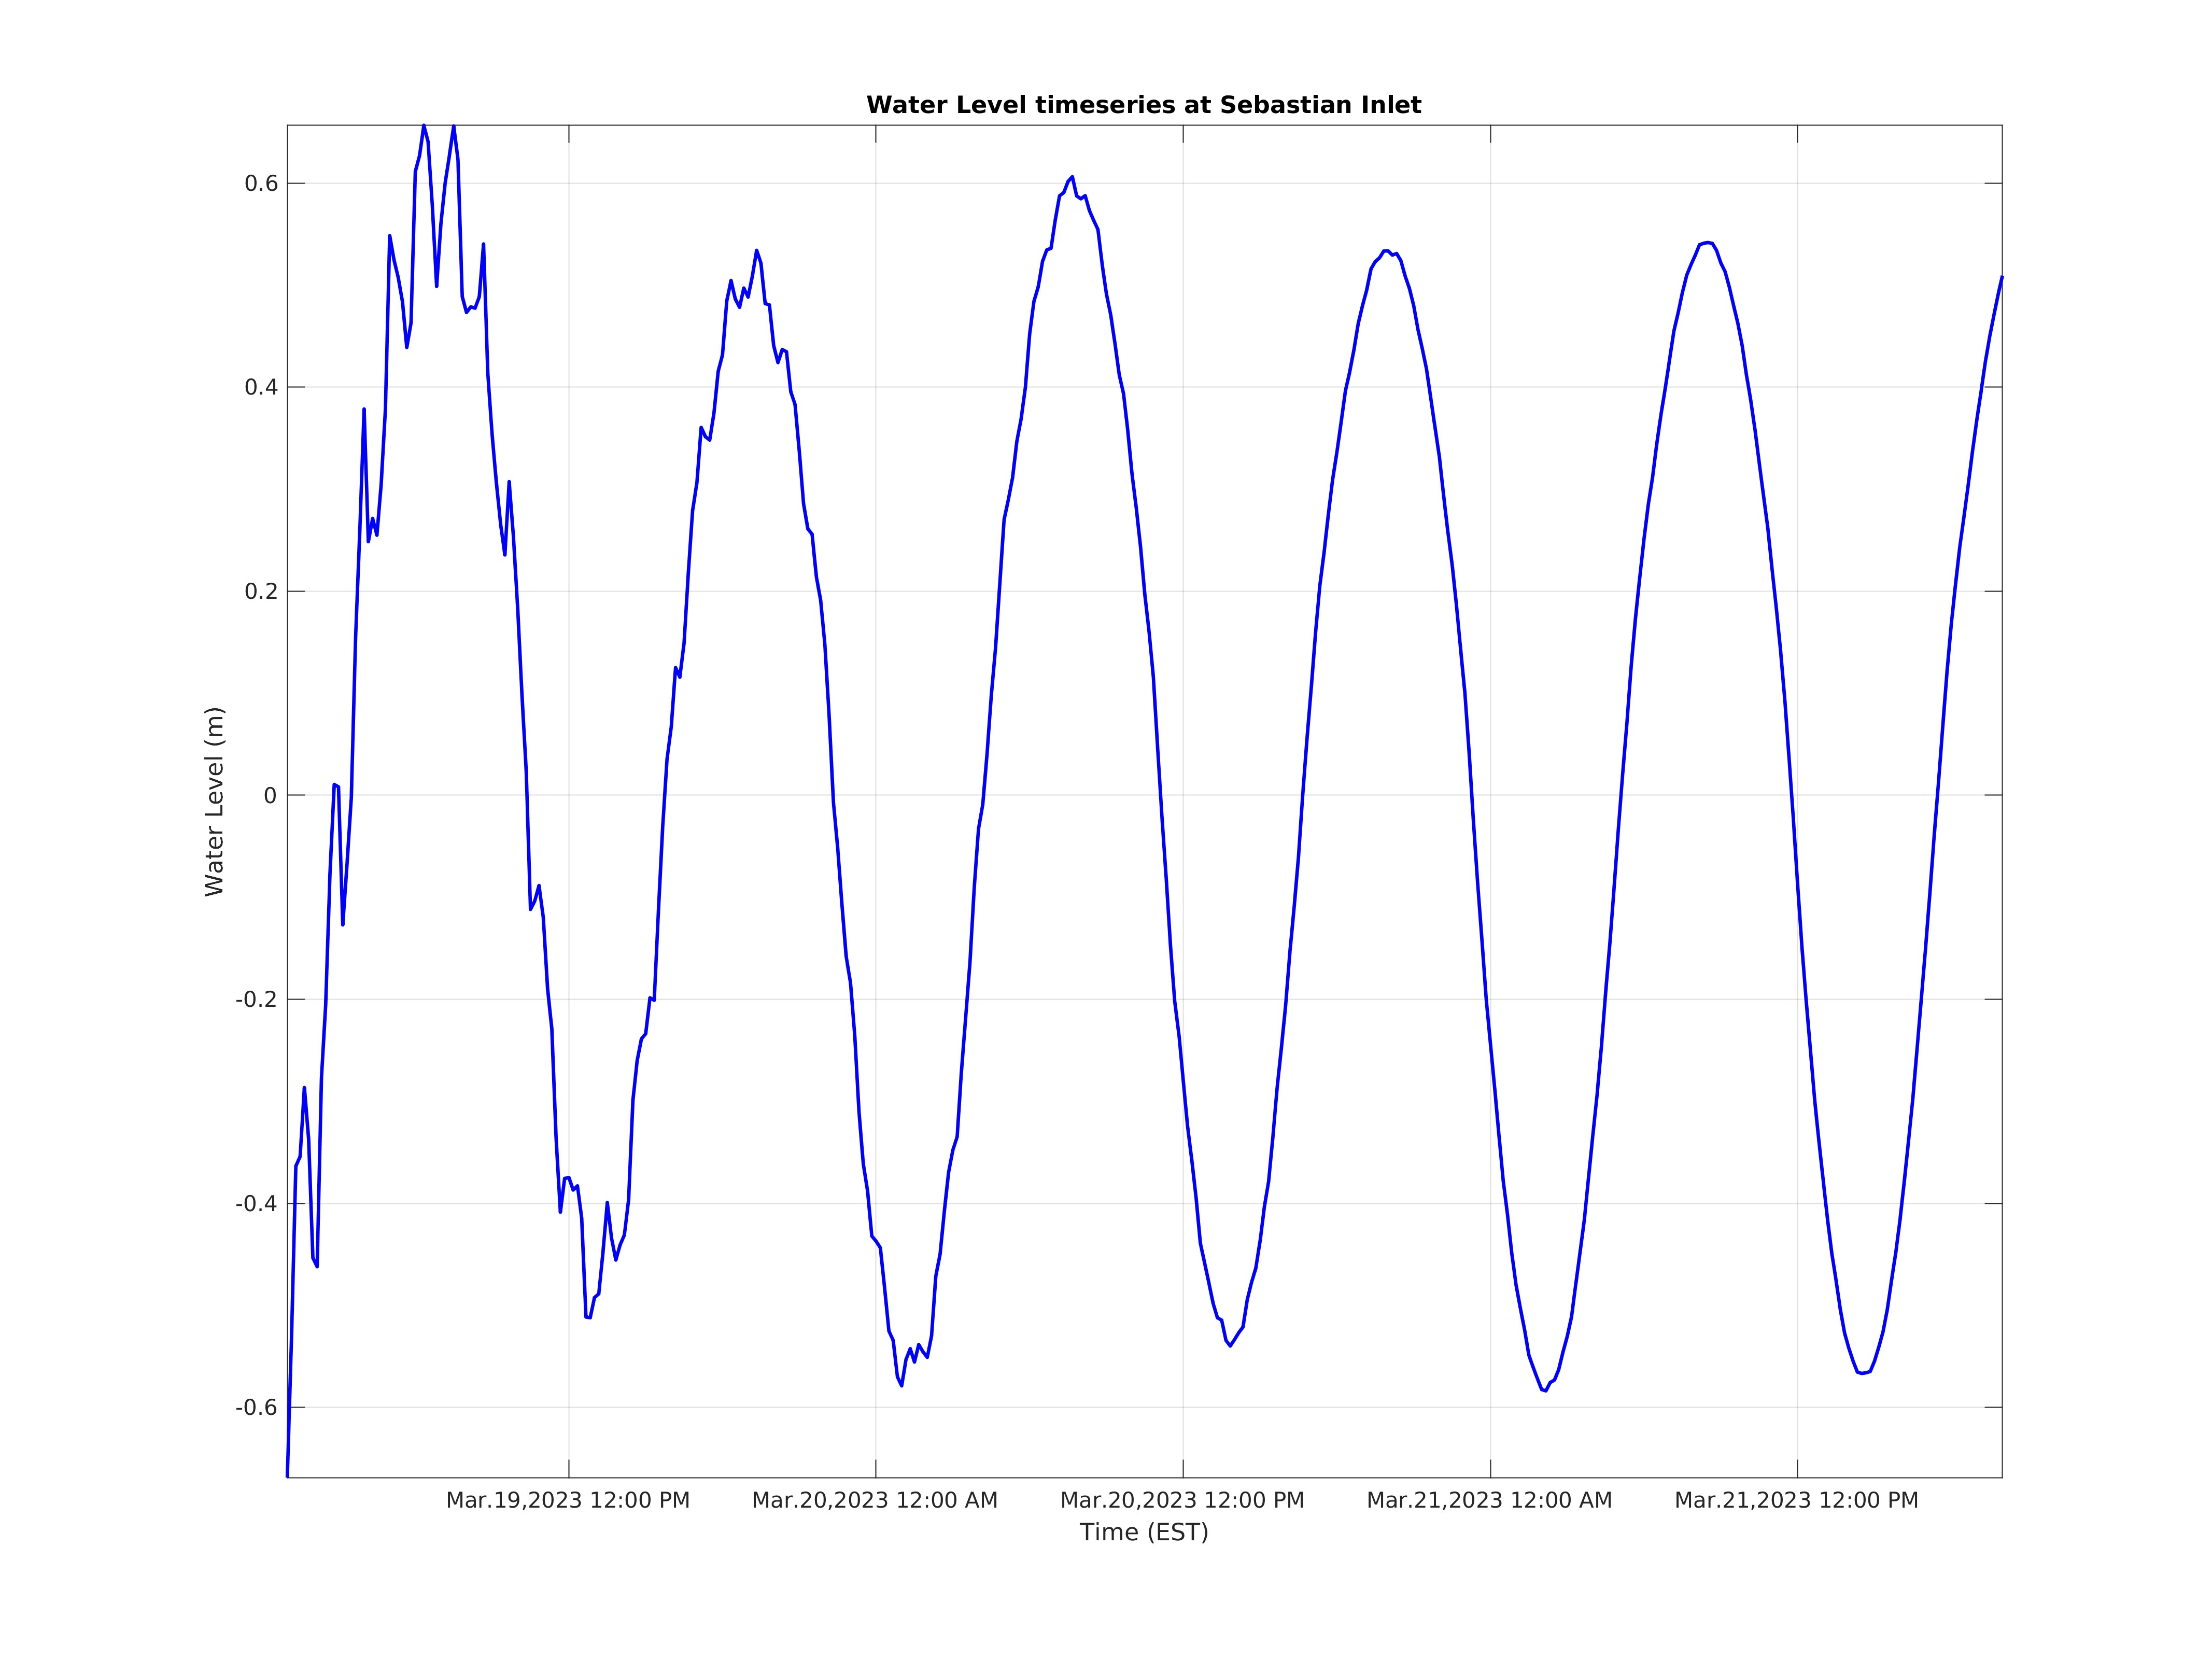 Water Level timeseries at Sebastian Inlet
0.6
0.4
0.2
0
-0.2
-0.4
-0.6
Water Level (m)
Mar.19,2023 12:00 PM
Mar.20,2023 12:00 AM
Mar.20,2023 12:00 PM
Mar.21,2023 12:00 AM
Mar.21,2023 12:00 PM
Time (EST)